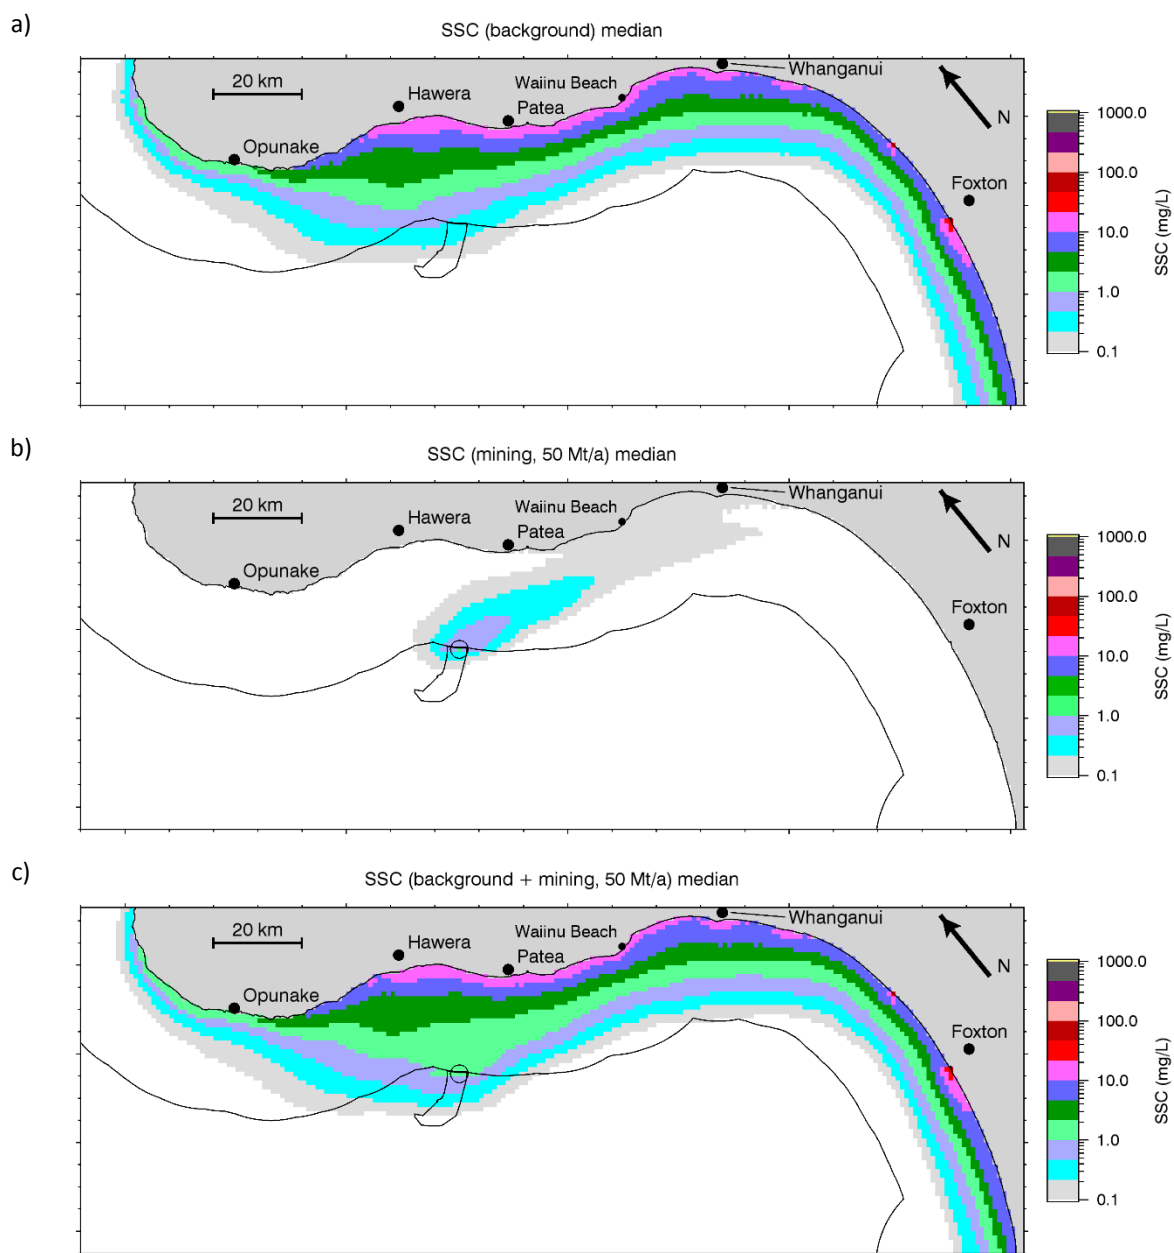 a)
SSC (background) median
20 km
Hawera
Waiinu Beach
Patea
Whanganui
Opunake
N
Foxton
1000.0
100.0
10.0
1.0
0.1
SSC (mg/L)
b)
SSC (mining, 50 Mt/a) median
20 km
Hawera
Waiinu Beach
Patea
Whanganui
Opunake
N
Foxton
1000.0
100.0
10.0
1.0
0.1
SSC (mg/L)
c)
SSC (background + mining, 50 Mt/a) median
20 km
Hawera
Waiinu Beach
Patea
Whanganui
Opunake
N
Foxton
1000.0
100.0
10.0
1.0
0.1
SSC (mg/L)